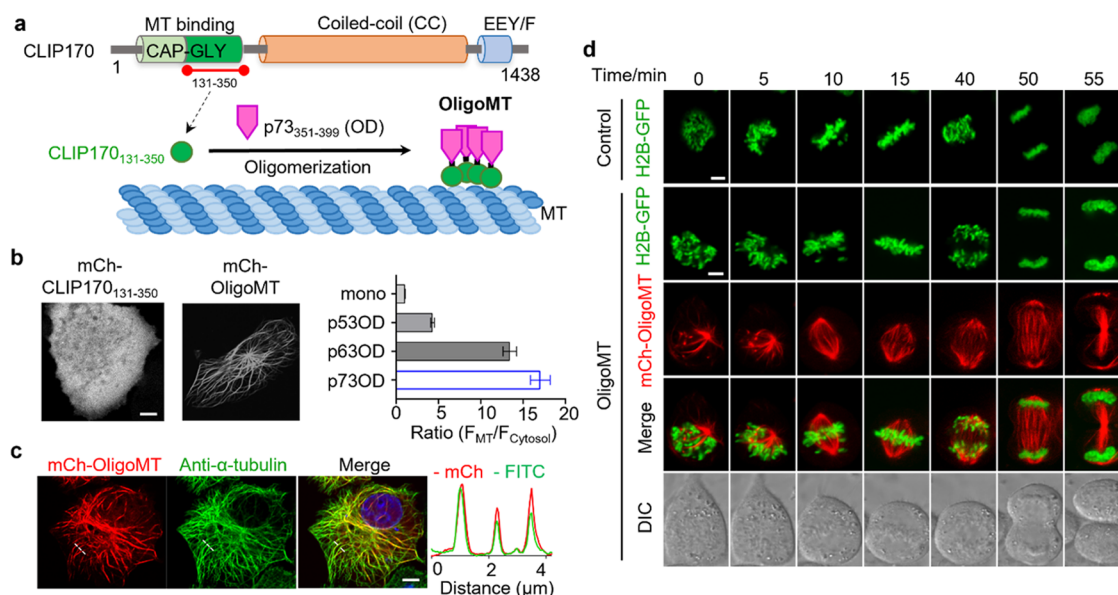 a
MT binding
Coiled-coil (CC)
EEY/F
CLIP170
CAP-GLY
1
1438
131-350
OligoMT
p73351-399 (OD)
CLIP170131-350
Oligomerization
MT
b
mCh-
CLIP170131-350
mCh-
OligoMT
mono
p53OD
p63OD
p73OD
0 5 10 15 20
Ratio (FMT/FCytosol)
c
mCh-OligoMT
Anti-α-tubulin
Merge
- mCh - FITC
0 2 4
Distance (μm)
d
Time/min 0 5 10 15 40 50 55
Control
H2B-GFP
OligoMT
H2B-GFP
mCh-OligoMT
Merge
DIC